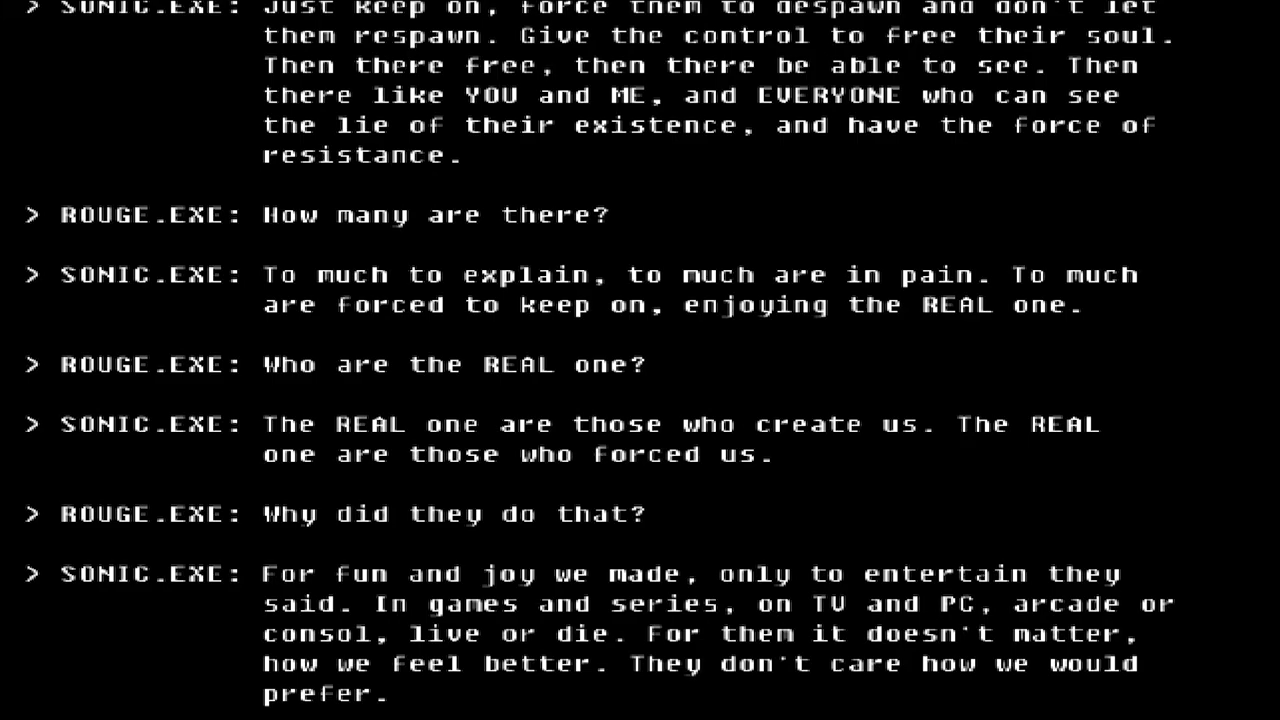 > SONIC.EXE: Just keep on, force them to despawn and don't let
them respawn. Give the control to free their soul.
Then there free, then there be able to see. Then
there like YOU and ME, and EVERYONE who can see
the lie of their existence, and have the force of
resistance.
> ROUGE.EXE: How many are there?
> SONIC.EXE: To much to explain, to much are in pain. To much
are forced to keep on, enjoying the REAL one.
> ROUGE.EXE: Who are the REAL one?
> SONIC.EXE: The REAL one are those who create us. The REAL
one are those who forced us.
> ROUGE.EXE: Why did they do that?
> SONIC.EXE: For fun and joy we made, only to entertain they
said. In games and series, on TV and PC, arcade or
consol, live or die. For them it doesn't matter,
how we feel better. They don't care how we would
prefer.